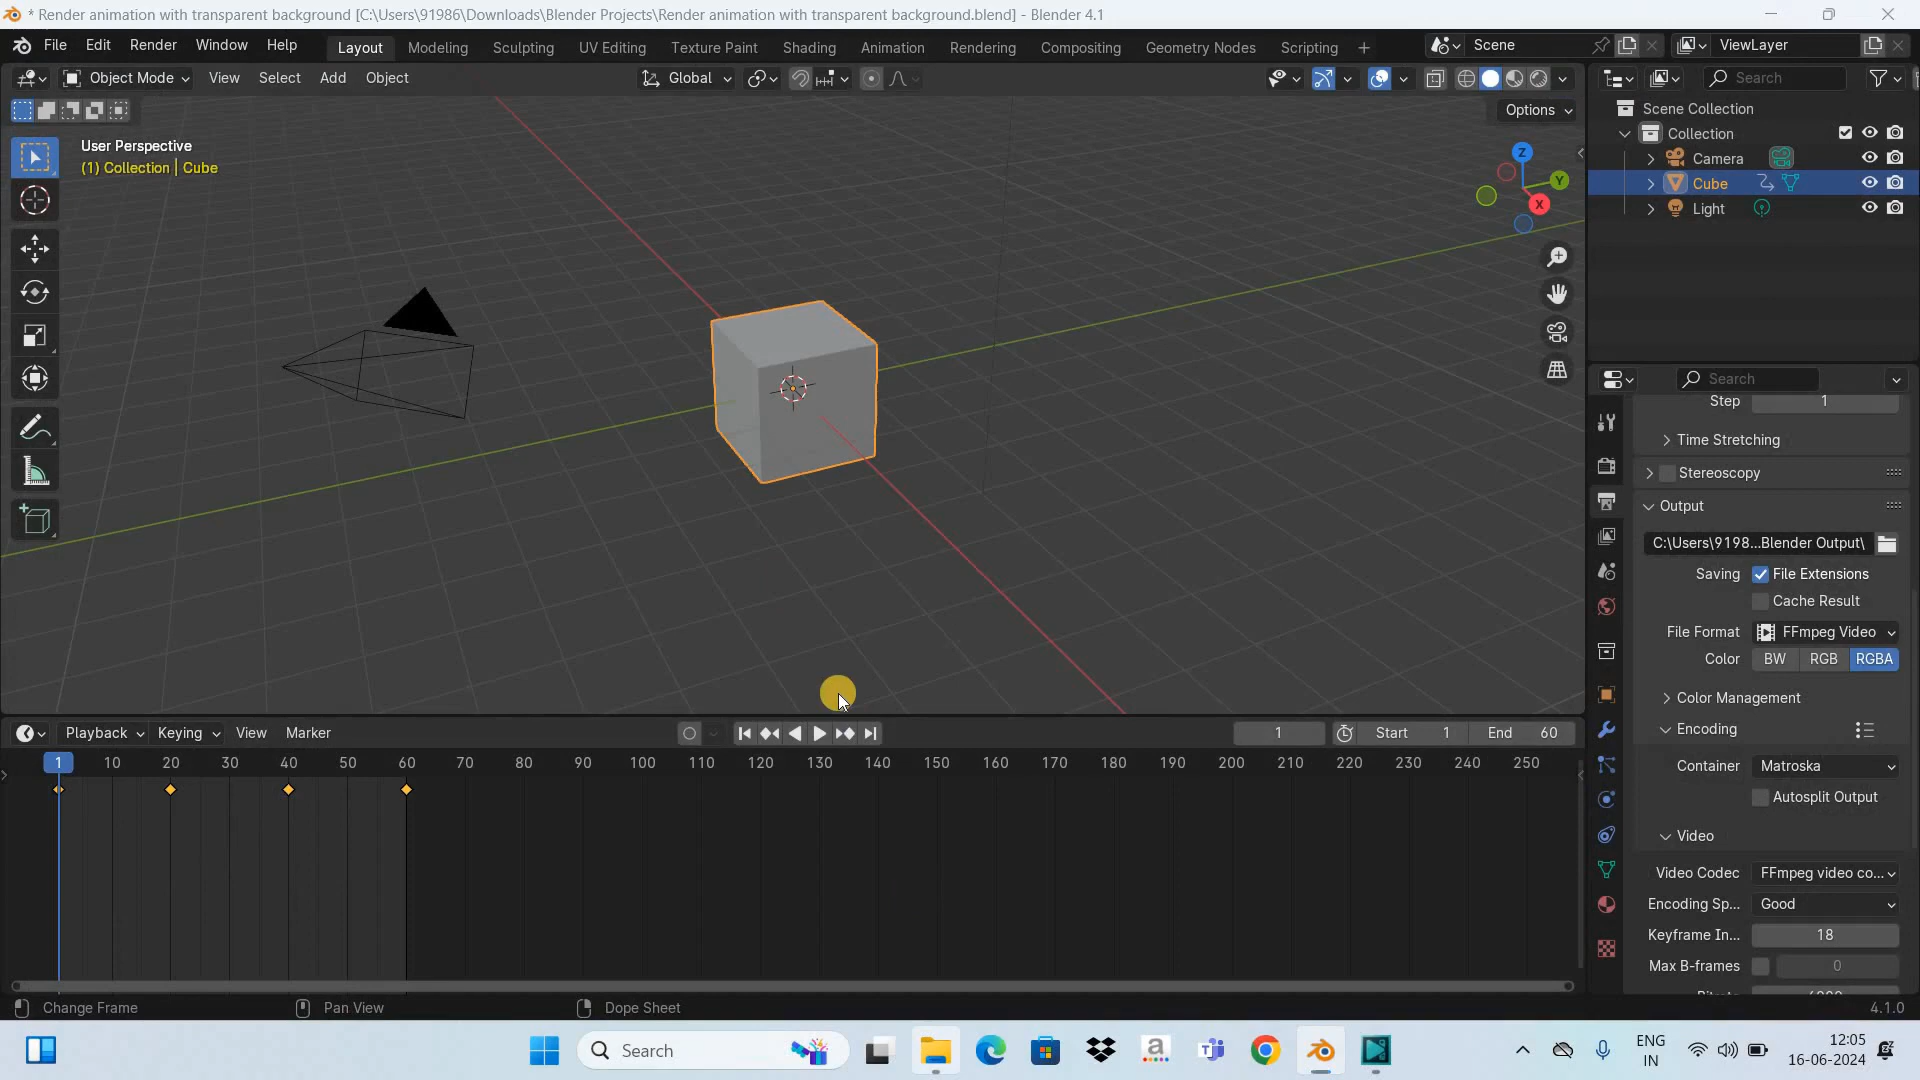 * Render animation with transparent background [C:\Users\91986\Downloads\Blender Projects\Render animation with transparent background.blend] - Blender 4.1
File Edit Render Window Help Layout Modeling Sculpting UV Editing Texture Paint Shading Animation Rendering Compositing Geometry Nodes Scripting + Scene ViewLayer
Object Mode View Select Add Object Global Search
Options
User Perspective
(1) Collection | Cube
Z
Y
X
Scene Collection
Collection
Camera
Cube
Light
Search
Step 1
Time Stretching
Stereoscopy
Output
C:\Users\9198...Blender Output\
Saving File Extensions
Cache Result
File Format FFmpeg Video
Color BW RGB RGBA
Color Management
Encoding
Container Matroska
Autosplit Output
Video
Video Codec FFmpeg video co...
Encoding Sp... Good
Keyframe In... 18
Max B-frames 0
Playback Keying View Marker 1 Start 1 End 60
1 10 20 30 40 50 60 70 80 90 100 110 120 130 140 150 160 170 180 190 200 210 220 230 240 250
Change Frame Pan View Dope Sheet 4.1.0
Search
ENG
IN
12:05
16-06-2024